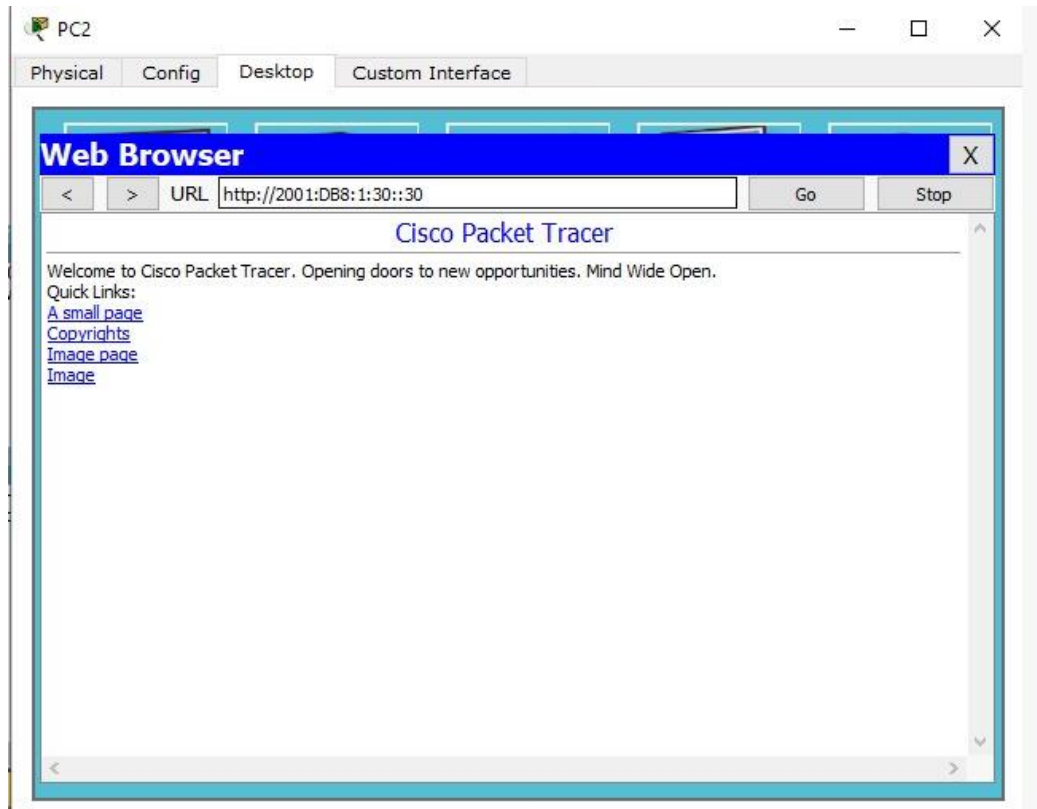 PC2
Physical Config Desktop Custom Interface
Web Browser X
< > URL http://2001:DB8:1:30::30 Go Stop
Cisco Packet Tracer
Welcome to Cisco Packet Tracer. Opening doors to new opportunities. Mind Wide Open.
Quick Links:
A small page
Copyrights
Image page
Image